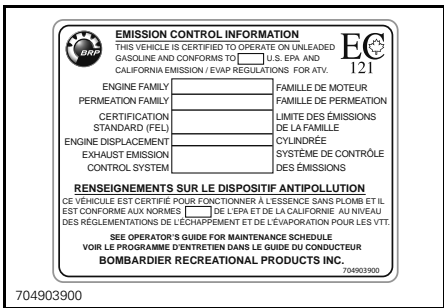 EMISSION CONTROL INFORMATION
THIS VEHICLE IS CERTIFIED TO OPERATE ON UNLEADED
GASOLINE AND CONFORMS TO U.S. EPA AND
CALIFORNIA EMISSION / EVAP REGULATIONS FOR ATV.
BRP
EC
121
ENGINE FAMILY FAMILLE DE MOTEUR
PERMEATION FAMILY FAMILLE DE PERMEATION
CERTIFICATION LIMITE DES ÉMISSIONS
STANDARD (FEL) DE LA FAMILLE
ENGINE DISPLACEMENT CYLINDRÉE
EXHAUST EMISSION SYSTÈME DE CONTRÔLE
CONTROL SYSTEM DES ÉMISSIONS
RENSEIGNEMENTS SUR LE DISPOSITIF ANTIPOLLUTION
CE VÉHICULE EST CERTIFIÉ POUR FONCTIONNER À L'ESSENCE SANS PLOMB ET IL
EST CONFORME AUX NORMES DE L'EPA ET DE LA CALIFORNIE AU NIVEAU
DES RÉGLEMENTATIONS DE L'ÉCHAPPEMENT ET DE L'ÉVAPORATION POUR LES VTT.
SEE OPERATOR'S GUIDE FOR MAINTENANCE SCHEDULE
VOIR LE PROGRAMME D'ENTRETIEN DANS LE GUIDE DU CONDUCTEUR
BOMBARDIER RECREATIONAL PRODUCTS INC.
704903900
704903900